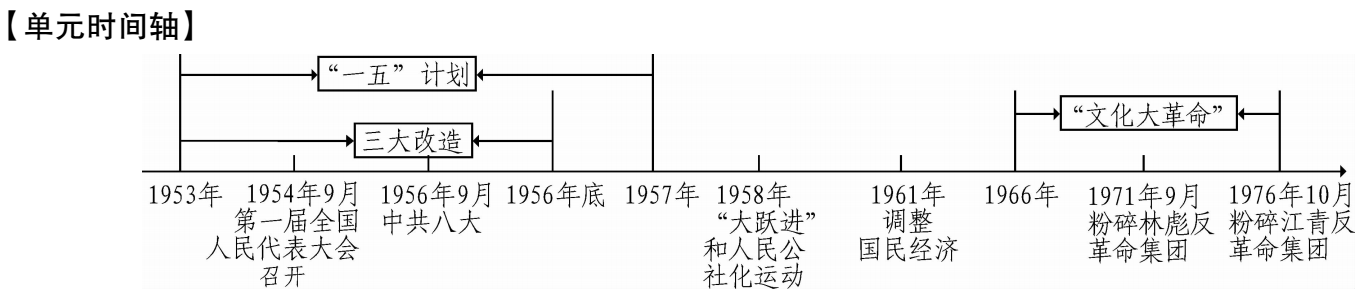 【单元时间轴】
“一五”计划
“文化大革命”
三大改造
1953年
1954年9月
第一届全国
人民代表大会
召开
1956年9月
中共八大
1956年底
1957年
1958年
“大跃进”
和人民公
社化运动
1961年
调整
国民经济
1966年
1971年9月
粉碎林彪反
革命集团
1976年10月
粉碎江青反
革命集团